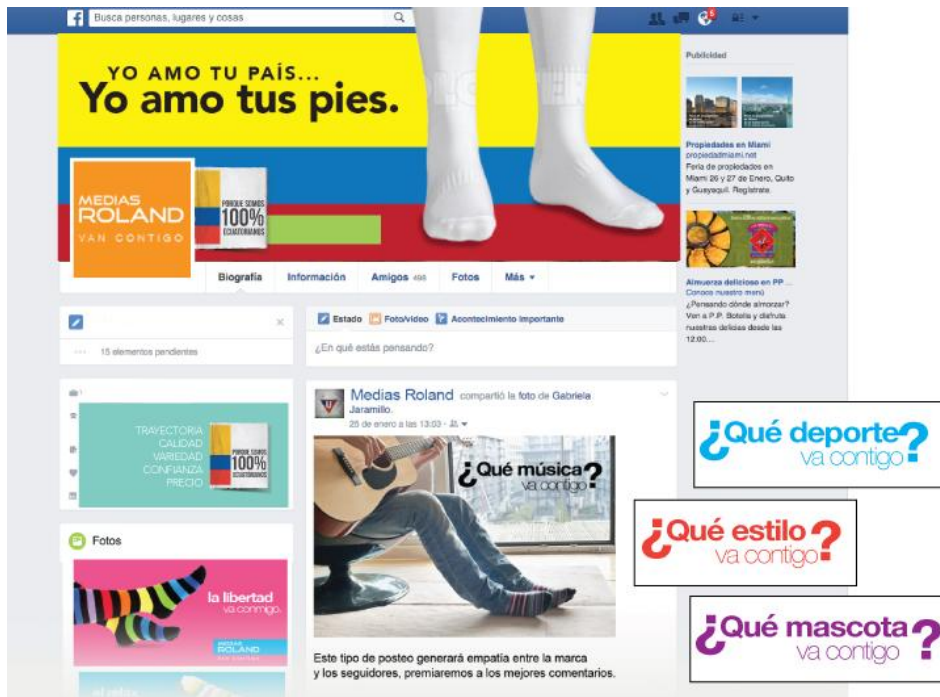 Busca personas, lugares y cosas
5
YO AMO TU PAÍS...
Yo amo tus pies.
MEDIAS
ROLAND
VAN CONTIGO
PORQUE SOMOS
100%
ECUATORIANOS
Biografía Información Amigos 498 Fotos Más
15 elementos pendientes
Estado Foto/video Acontecimiento importante
¿En qué estás pensando?
TRAYECTORIA
CALIDAD
VARIEDAD
CONFIANZA
PRECIO
PORQUE SOMOS
100%
ECUATORIANOS
Fotos
la libertad
va conmigo.
MEDIAS
ROLAND
Medias Roland compartió la foto de Gabriela
Jaramillo.
25 de enero a las 13:03
¿Qué música?
va contigo
Este tipo de posteo generará empatía entre la marca
y los seguidores, premiaremos a los mejores comentarios.
Publicidad
Propiedades en Miami
propiedadmiami.net
Feria de propiedades en
Miami 26 y 27 de Enero, Quito
y Guayaquil. Regístrate.
Almuerza delicioso en PP ...
Conoce nuestro menú
¿Pensando dónde almorzar?
Ven a P.P. Botella y disfruta
nuestras delicias desde las
12:00...
¿Qué deporte?
va contigo
¿Qué estilo?
va contigo
¿Qué mascota?
va contigo